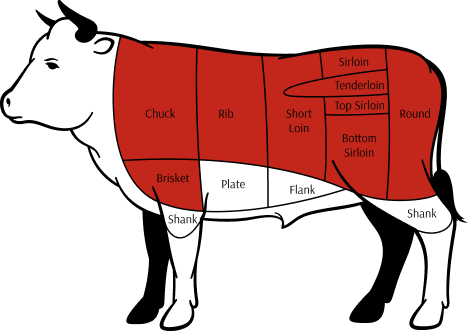 Sirloin
Tenderloin
Chuck
Rib
Short
Loin
Top Sirloin
Round
Bottom
Sirloin
Brisket
Plate
Flank
Shank
Shank